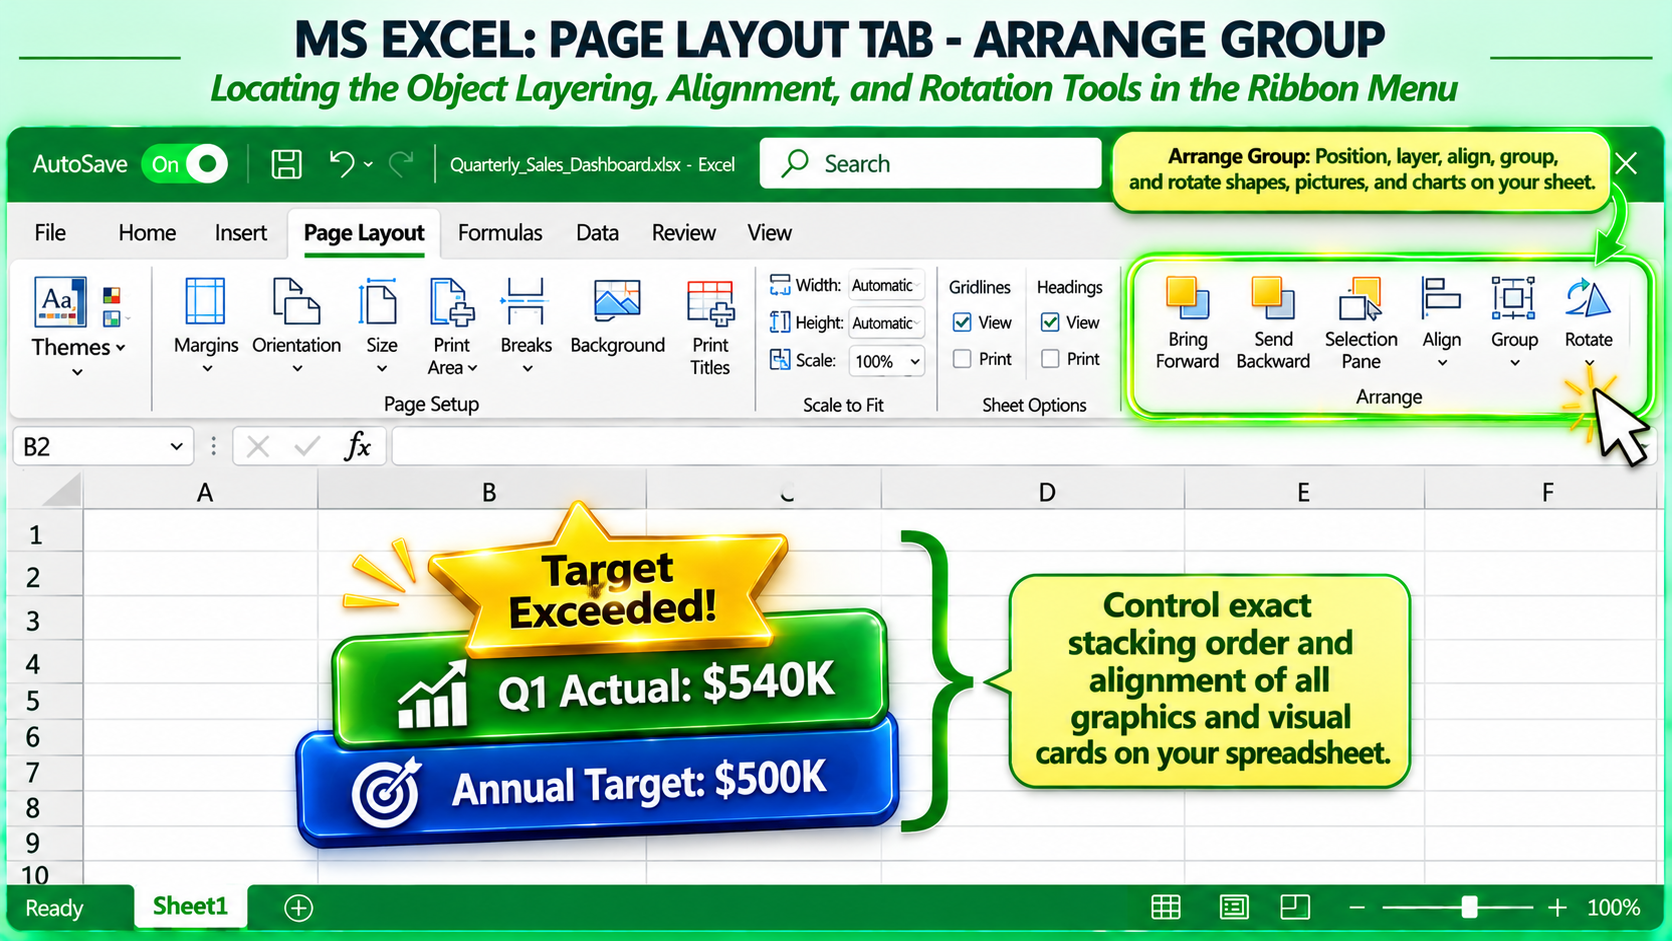 MS EXCEL: PAGE LAYOUT TAB - ARRANGE GROUP
Locating the Object Layering, Alignment, and Rotation Tools in the Ribbon Menu
AutoSave On Quarterly_Sales_Dashboard.xlsx - Excel Search
Arrange Group: Position, layer, align, group,
and rotate shapes, pictures, and charts on your sheet.
File Home Insert Page Layout Formulas Data Review View
Aa
Themes
Margins Orientation Size Print Area Breaks Background Print Titles
Page Setup
Width: Automatic
Height: Automatic
Scale: 100%
Scale to Fit
Gridlines Headings
View View
Print Print
Sheet Options
Bring Forward Send Backward Selection Pane Align Group Rotate
Arrange
B2 fx
A B C D E F
1
2
3
4
5
6
7
8
9
10
Target
Exceeded!
Q1 Actual: $540K
Annual Target: $500K
Control exact
stacking order and
alignment of all
graphics and visual
cards on your spreadsheet.
Ready Sheet1 100%